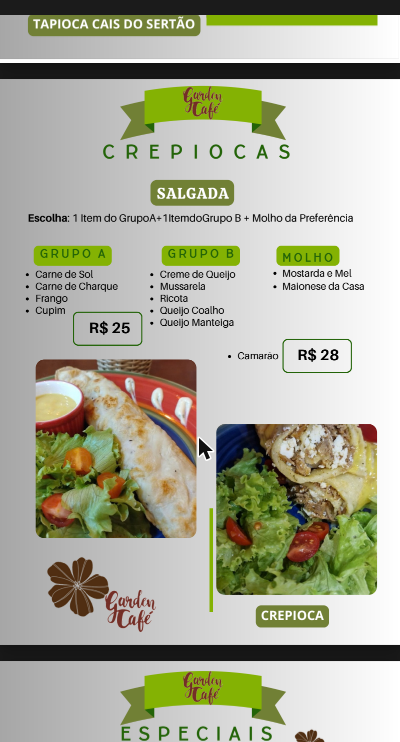 TAPIOCA CAIS DO SERTÃO
Garden
Café
CREPIOCAS
SALGADA
Escolha: 1 Item do GrupoA+1ItemdoGrupo B + Molho da Preferência
GRUPO A
• Carne de Sol
• Carne de Charque
• Frango
• Cupim
R$ 25
GRUPO B
• Creme de Queijo
• Mussarela
• Ricota
• Queijo Coalho
• Queijo Manteiga
MOLHO
• Mostarda e Mel
• Maionese da Casa
• Camarão
R$ 28
Garden
Café
CREPIOCA
Garden
Café
ESPECIAIS